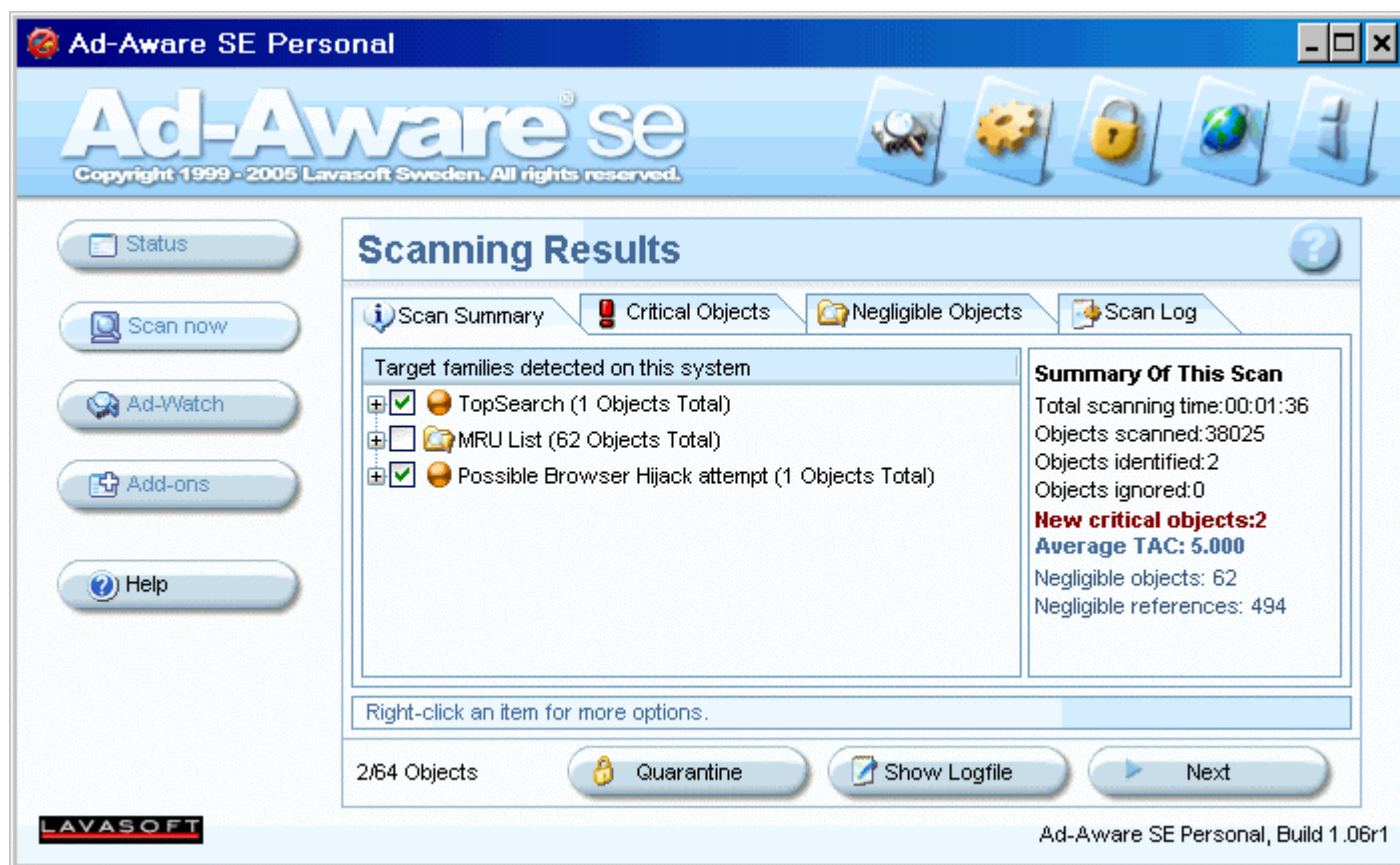 Ad-Aware SE Personal
Ad-Aware® se
Copyright 1999 - 2005 Lavasoft Sweden. All rights reserved.
Status
Scan now
Ad-Watch
Add-ons
Help
Scanning Results
?
Scan Summary
Critical Objects
Negligible Objects
Scan Log
Target families detected on this system
TopSearch (1 Objects Total)
MRU List (62 Objects Total)
Possible Browser Hijack attempt (1 Objects Total)
Summary Of This Scan
Total scanning time:00:01:36
Objects scanned:38025
Objects identified:2
Objects ignored:0
New critical objects:2
Average TAC: 5.000
Negligible objects: 62
Negligible references: 494
Right-click an item for more options.
2/64 Objects
Quarantine
Show Logfile
Next
LAVASOFT
Ad-Aware SE Personal, Build 1.06r1